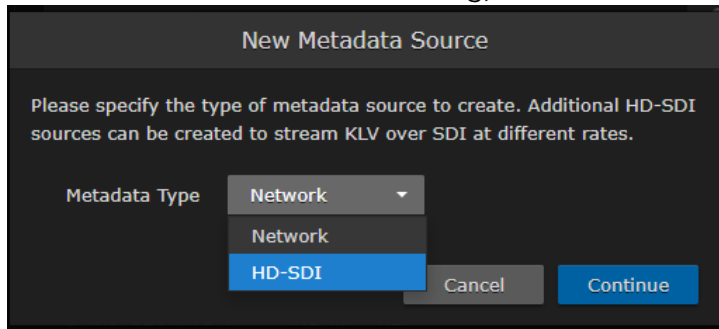 New Metadata Source
Please specify the type of metadata source to create. Additional HD-SDI
sources can be created to stream KLV over SDI at different rates.
Metadata Type Network
Network
HD-SDI
Cancel Continue